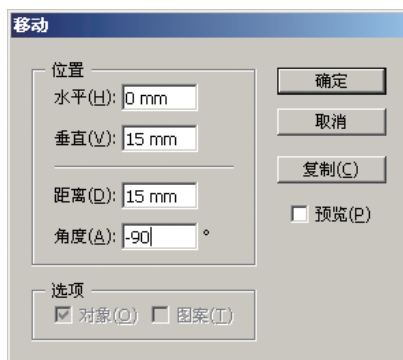 移动
位置
水平(H): 0 mm
垂直(V): 15 mm
距离(D): 15 mm
角度(A): -90 °
确定
取消
复制(C)
预览(P)
选项
对象(O) 图案(T)